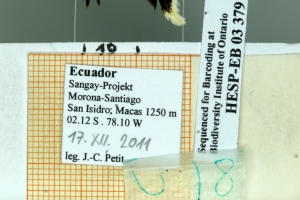 10
Ecuador
Sangay-Projekt
Morona-Santiago
San Isidro; Macas 1250 m
02.12 S . 78.10 W
17. XII. 2011
leg. J.-C. Petit
Sequenced for Barcoding at
Biodiversity Institute of Ontario
HESP-EB 03 379